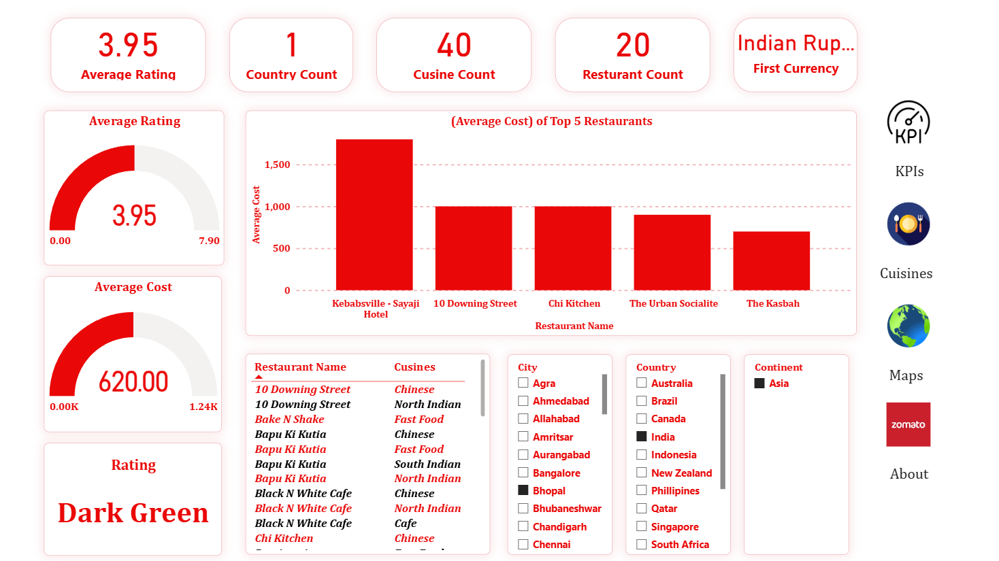 3.95
Average Rating
1
Country Count
40
Cusine Count
20
Resturant Count
Indian Rup...
First Currency
Average Rating
3.95
0.00
7.90
Average Cost
620.00
0.00K
1.24K
Rating
Dark Green
(Average Cost) of Top 5 Restaurants
Average Cost
1,500
1,000
500
0
Kebabsville - Sayaji
Hotel
10 Downing Street
Chi Kitchen
The Urban Socialite
The Kasbah
Restaurant Name
Restaurant Name Cusines
10 Downing Street Chinese
10 Downing Street North Indian
Bake N Shake Fast Food
Bapu Ki Kutia Chinese
Bapu Ki Kutia Fast Food
Bapu Ki Kutia South Indian
Bapu Ki Kutia North Indian
Black N White Cafe Chinese
Black N White Cafe North Indian
Black N White Cafe Cafe
Chi Kitchen Chinese
City
Agra
Ahmedabad
Allahabad
Amritsar
Aurangabad
Bangalore
Bhopal
Bhubaneshwar
Chandigarh
Chennai
Country
Australia
Brazil
Canada
India
Indonesia
New Zealand
Phillipines
Qatar
Singapore
South Africa
Continent
Asia
KPI
KPIs
Cuisines
Maps
zomato
About